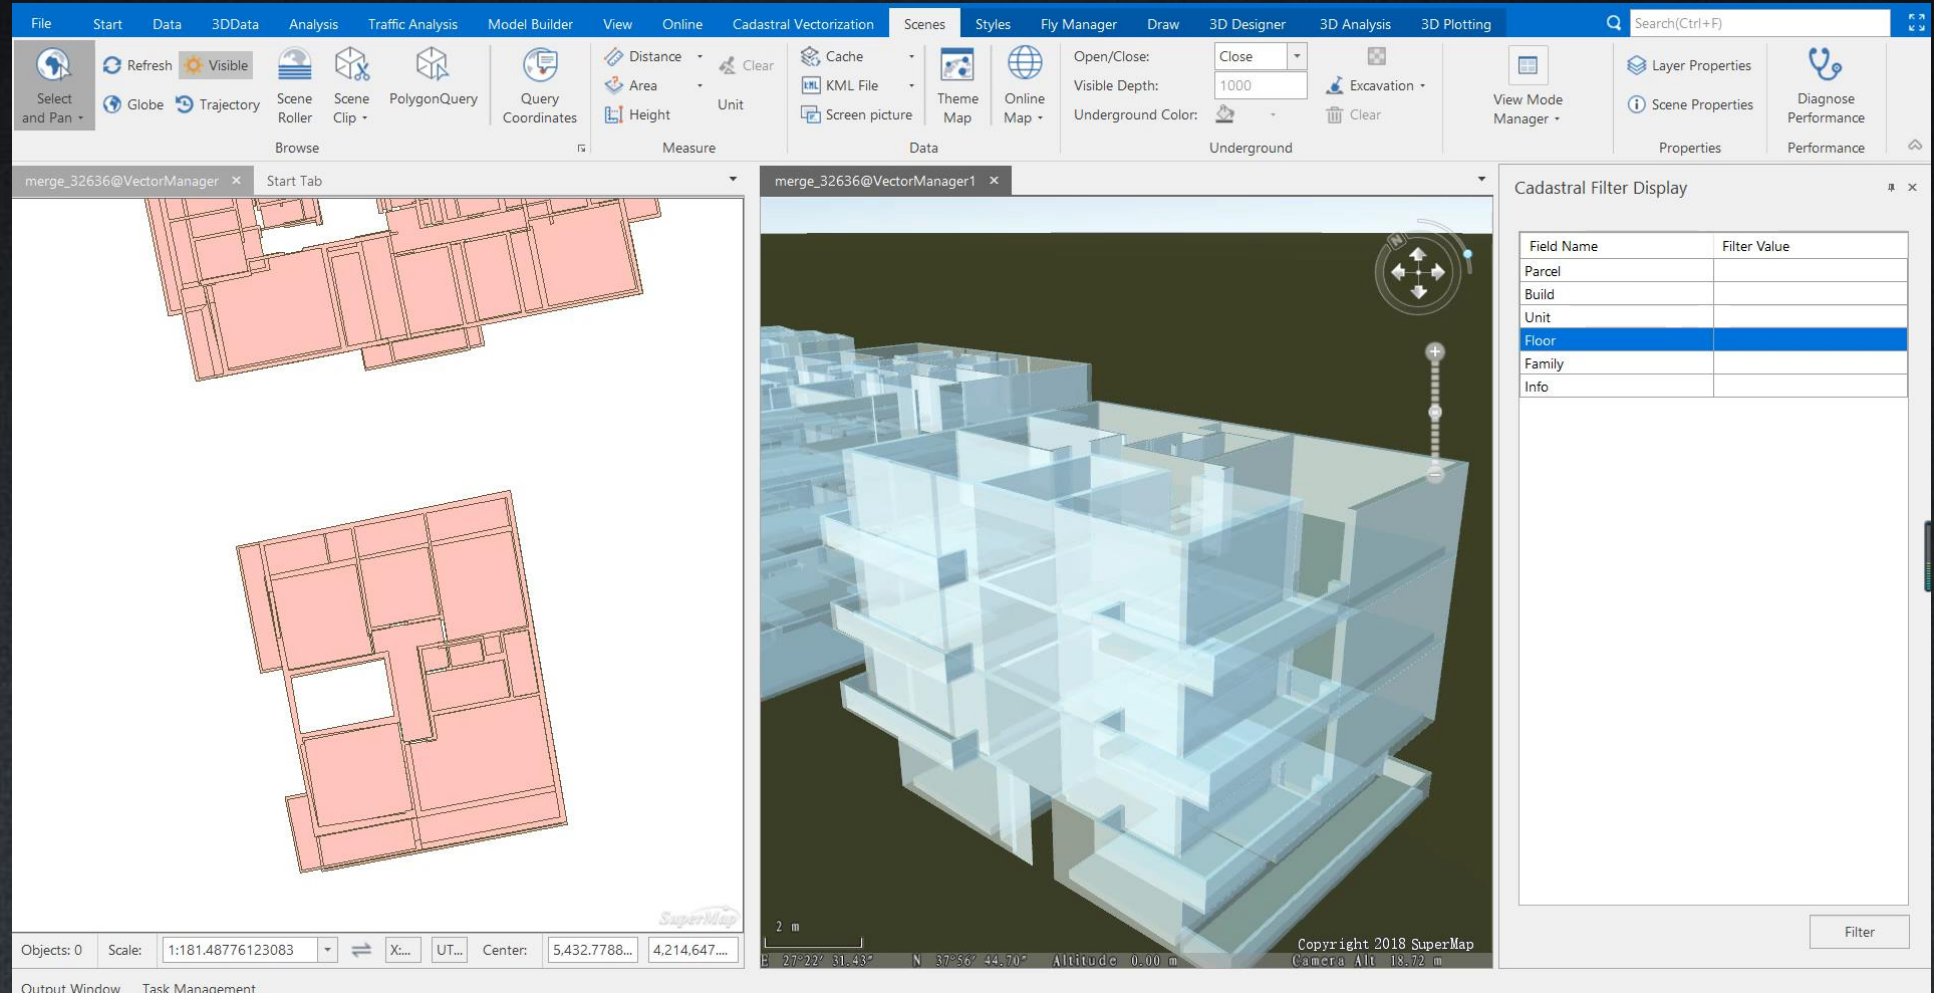 File Start Data 3DData Analysis Traffic Analysis Model Builder View Online Cadastral Vectorization Scenes Styles Fly Manager Draw 3D Designer 3D Analysis 3D Plotting Search(Ctrl+F)
Select and Pan
Refresh Visible
Globe Trajectory
Scene Roller
Scene Clip
PolygonQuery
Browse
Query Coordinates
Distance
Area
Height
Clear
Unit
Measure
Cache
KML File
Screen picture
Theme Map
Online Map
Data
Open/Close: Close
Visible Depth: 1000
Underground Color:
Excavation
Clear
Underground
View Mode Manager
Layer Properties
Scene Properties
Properties
Diagnose Performance
Performance
merge_32636@VectorManager Start Tab
merge_32636@VectorManager1
Cadastral Filter Display
Field Name Filter Value
Parcel
Build
Unit
Floor
Family
Info
Filter
N
SuperMap
2 m
Copyright 2018 SuperMap
E 27°22' 31.43" N 37°56' 44.70" Altitude 0.00 m Camera Alt 18.72 m
Objects: 0 Scale: 1:181.48776123083 X:... UT... Center: 5,432.7788... 4,214,647....
Output Window Task Management